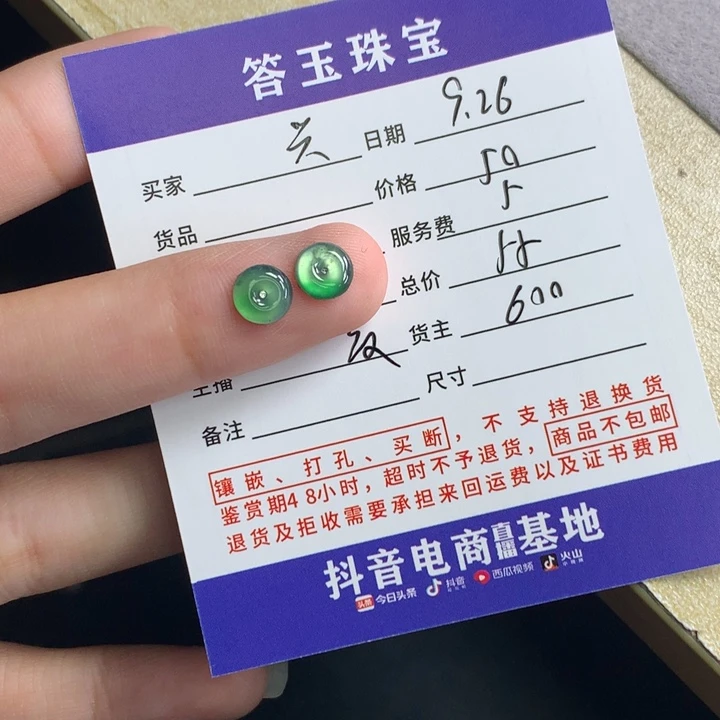 答玉珠宝
买家 日期 9.26
货品 价格 50
服务费 5
总价 55
主播 货主 600
备注 尺寸
镶嵌、打孔、买断，不支持退换货
鉴赏期48小时，超时不予退货，商品不包邮
退货及拒收需要承担来回运费以及证书费用
抖音电商直播基地
头条 今日头条 抖音 西瓜视频 火山